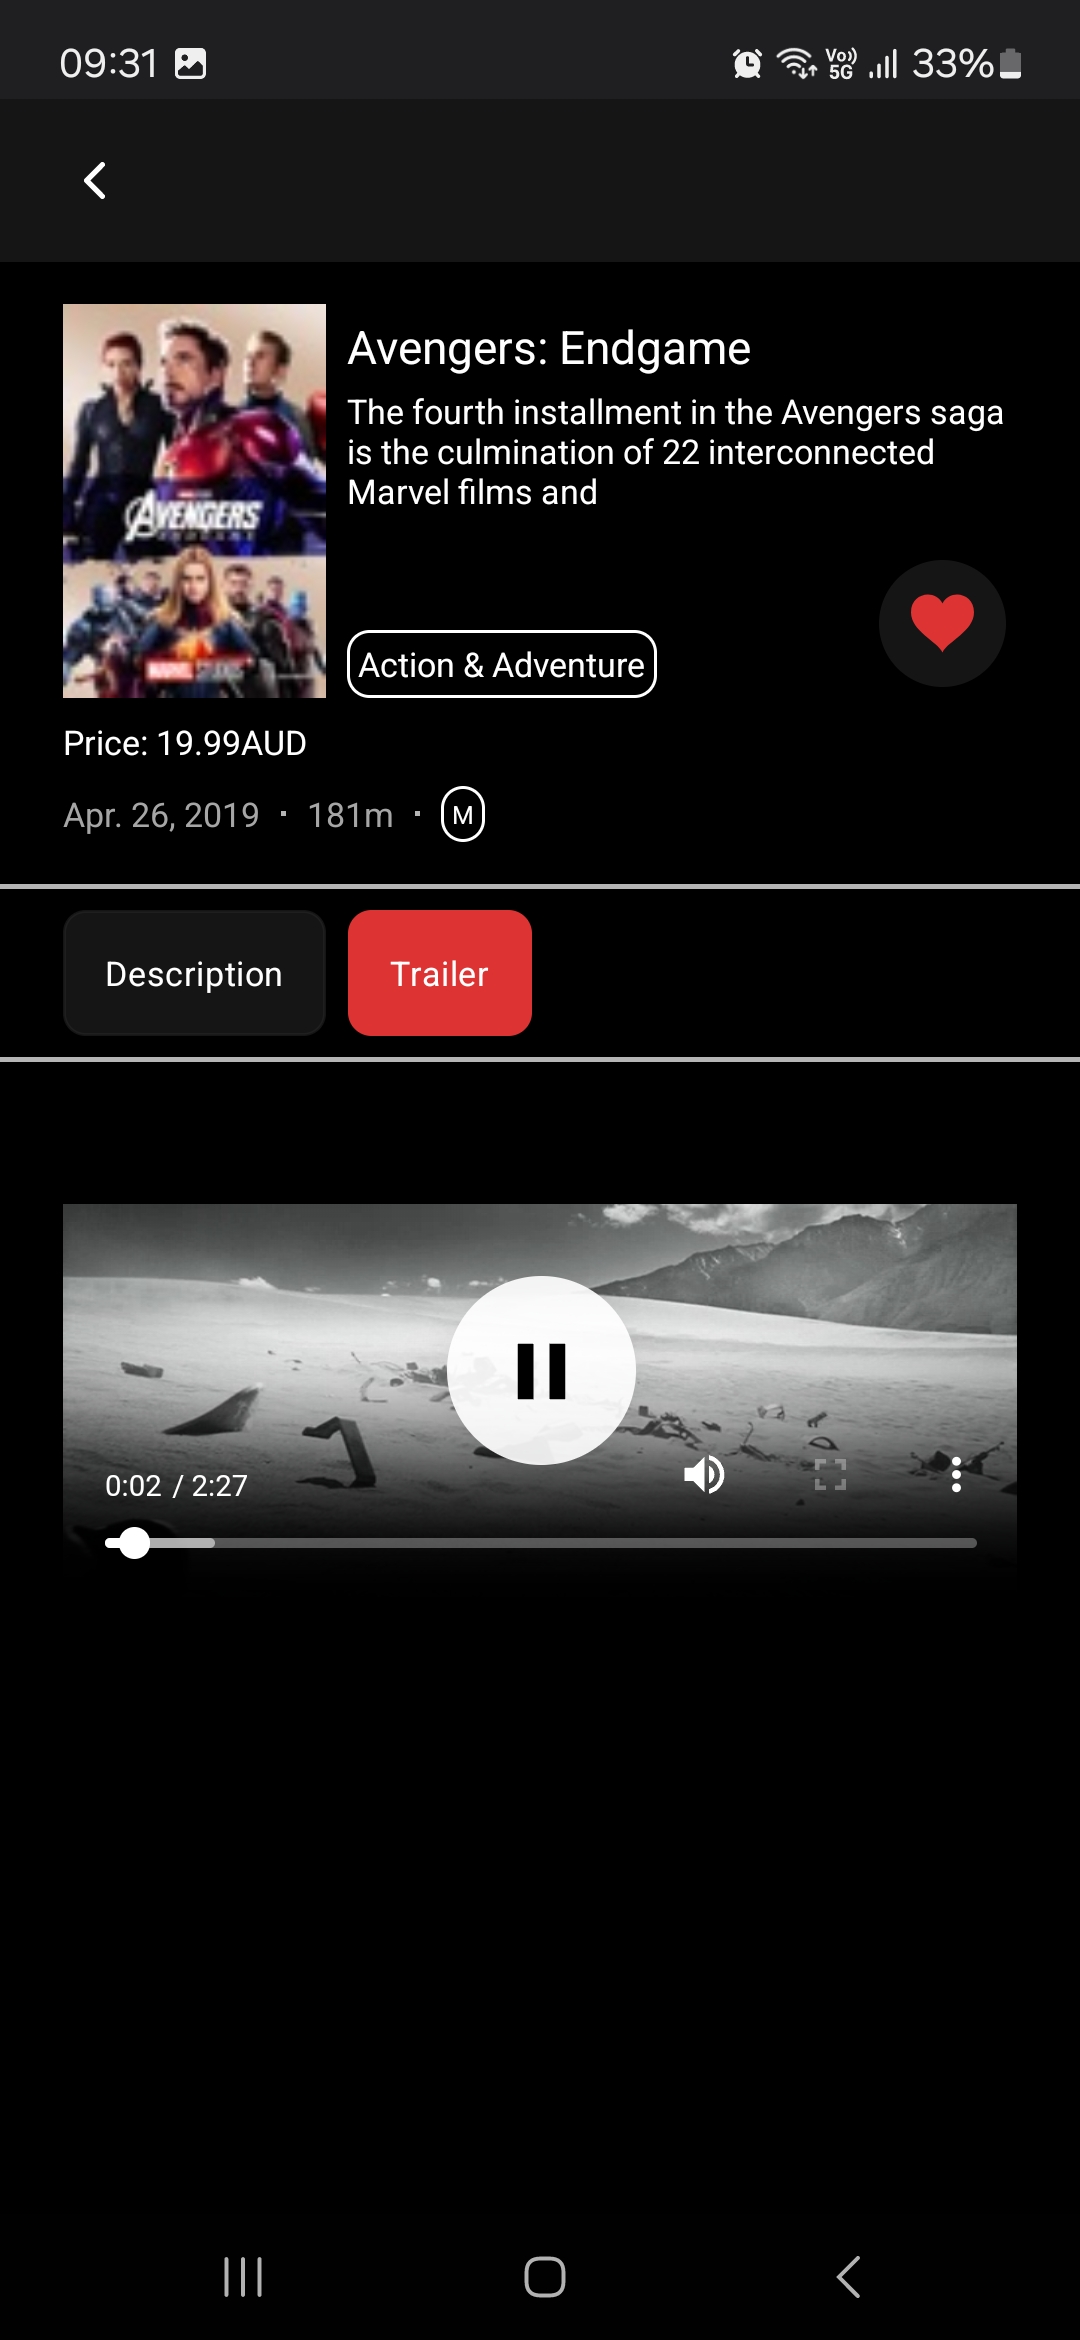 09:31
Vo))
5G
33%
Avengers: Endgame
The fourth installment in the Avengers saga
is the culmination of 22 interconnected
Marvel films and
AVENGERS
MARVEL STUDIOS
Action & Adventure
Price: 19.99AUD
Apr. 26, 2019 · 181m · M
Description
Trailer
0:02 / 2:27